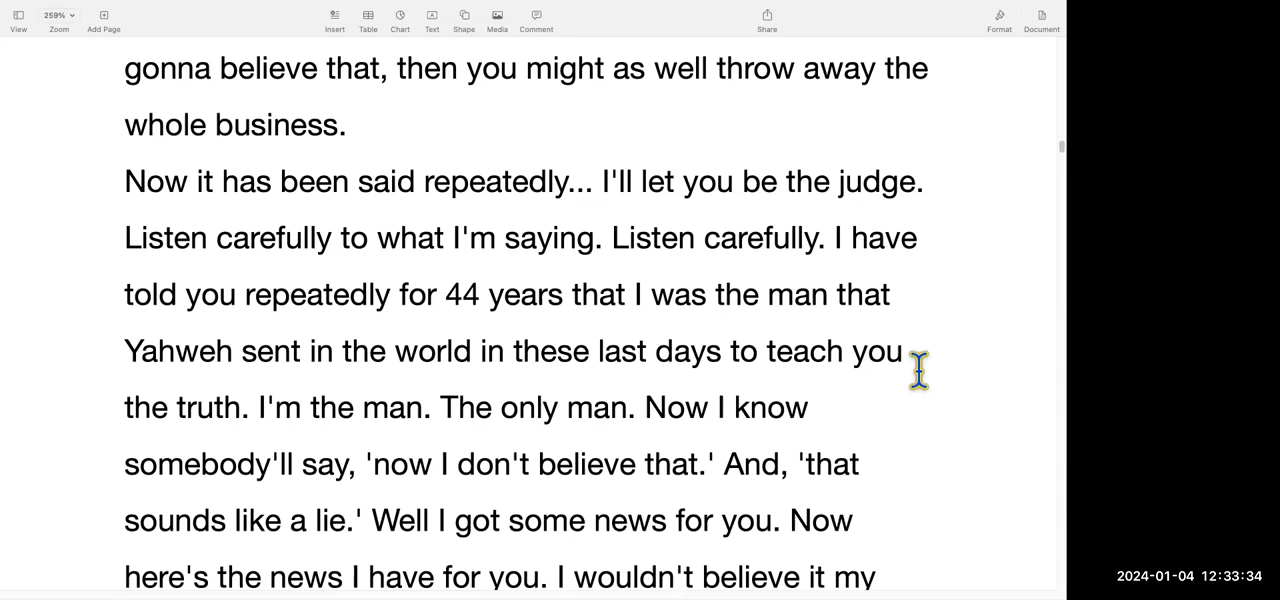 259%
View
Zoom
Add Page
Insert
Table
Chart
Text
Shape
Media
Comment
Share
Format
Document
gonna believe that, then you might as well throw away the
whole business.
Now it has been said repeatedly... I'll let you be the judge.
Listen carefully to what I'm saying. Listen carefully. I have
told you repeatedly for 44 years that I was the man that
Yahweh sent in the world in these last days to teach you
the truth. I'm the man. The only man. Now I know
somebody'll say, 'now I don't believe that.' And, 'that
sounds like a lie.' Well I got some news for you. Now
here's the news I have for you. I wouldn't believe it my
2024-01-04 12:33:34